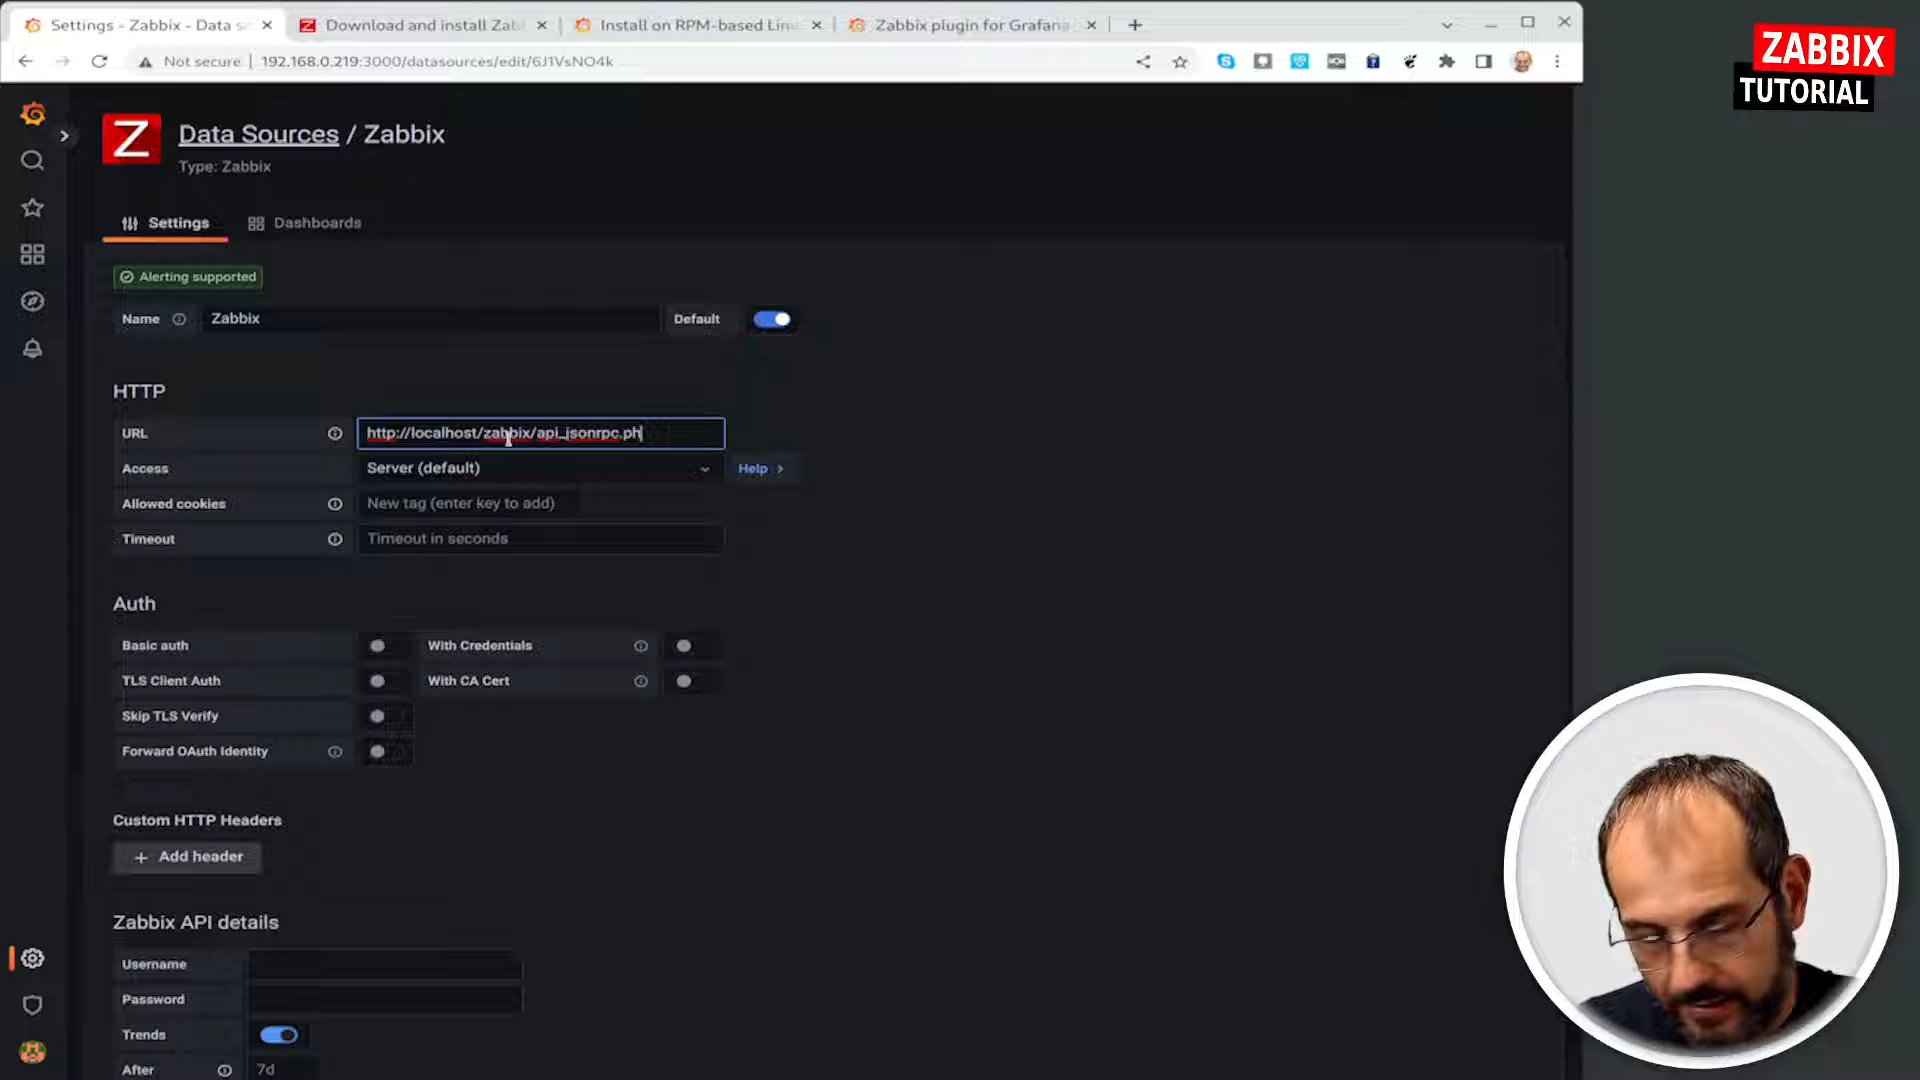 Settings - Zabbix - Data s
Download and install Zab
Install on RPM-based Linu
Zabbix plugin for Grafana
Not secure
192.168.0.219:3000/datasources/edit/6J1VsNO4k
ZABBIX
TUTORIAL
Z
Data Sources / Zabbix
Type: Zabbix
Settings
Dashboards
Alerting supported
Name
Zabbix
Default
HTTP
URL
http://localhost/zabbix/api_jsonrpc.ph
Access
Server (default)
Help
Allowed cookies
New tag (enter key to add)
Timeout
Timeout in seconds
Auth
Basic auth
With Credentials
TLS Client Auth
With CA Cert
Skip TLS Verify
Forward OAuth Identity
Custom HTTP Headers
+ Add header
Zabbix API details
Username
Password
Trends
After
7d